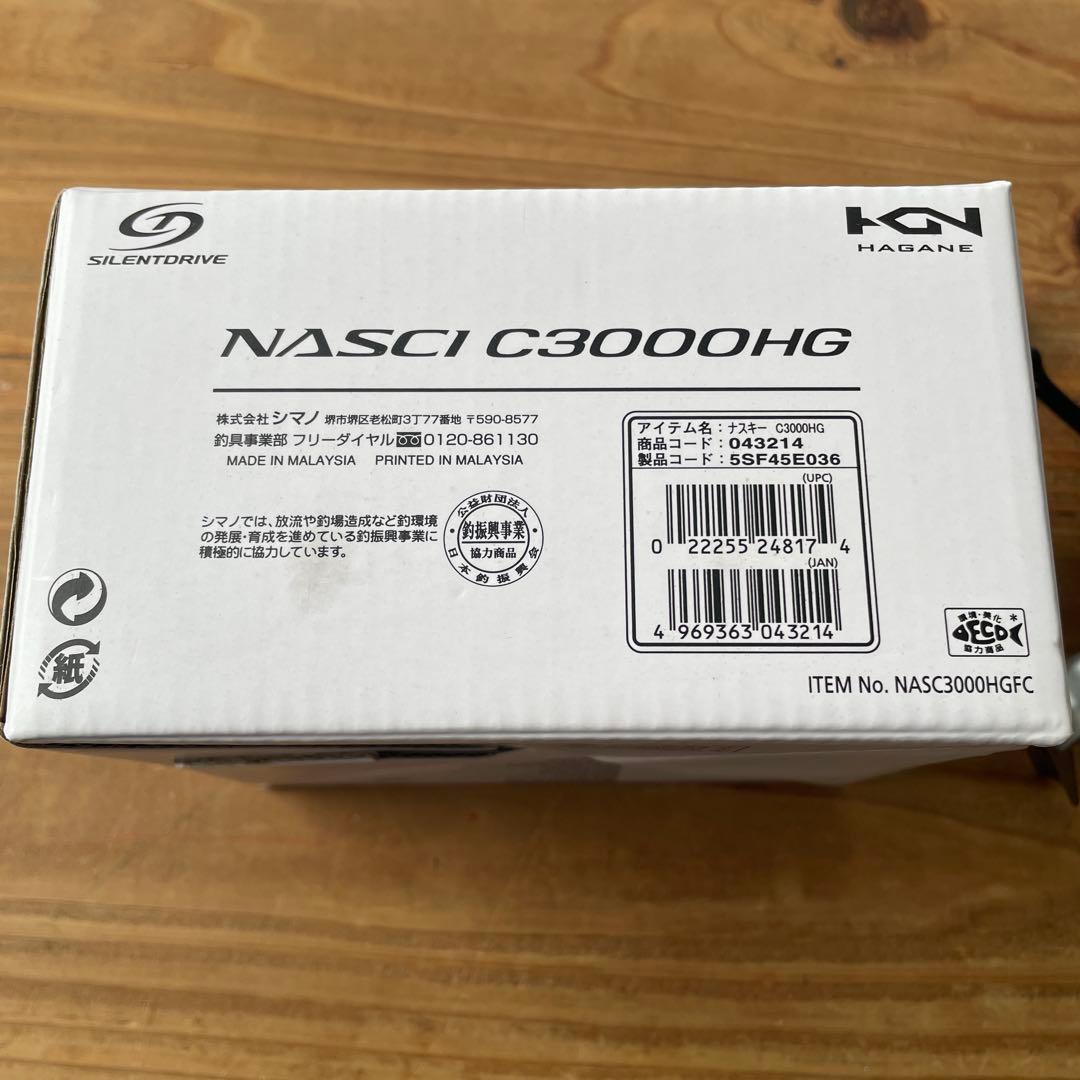 SILENTDRIVE
HGN
HAGANE
NASCI C3000HG
株式会社 シマノ 堺市堺区老松町3丁77番地 〒590-8577
釣具事業部 フリーダイヤル 0120-861130
MADE IN MALAYSIA PRINTED IN MALAYSIA
シマノでは、放流や釣場造成など釣環境
の発展・育成を進めている釣振興事業に
積極的に協力しています。
公益財団法人
釣振興事業
協力商品
日本釣振興会
アイテム名：ナスキー C3000HG
商品コード：043214
製品コード：5SF45E036
(UPC)
0 22255 24817 4
(JAN)
4 969363 043214
紙
環境・美化
ECO
協力商品
ITEM No. NASC3000HGFC